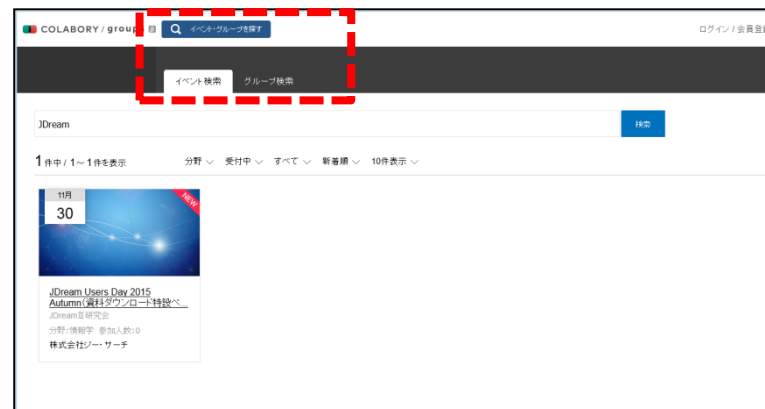 COLABORY / group
イベント・グループを探す
ログイン / 会員登
イベント検索
グループ検索
JDream
検索
1件中 / 1～1件を表示
分野
受付中
すべて
新着順
10件表示
11月
30
NEW
JDream Users Day 2015
Autumn(資料ダウンロード特設ペ...
JDreamⅢ研究会
分野:情報学 参加人数:0
株式会社ジー・サーチ